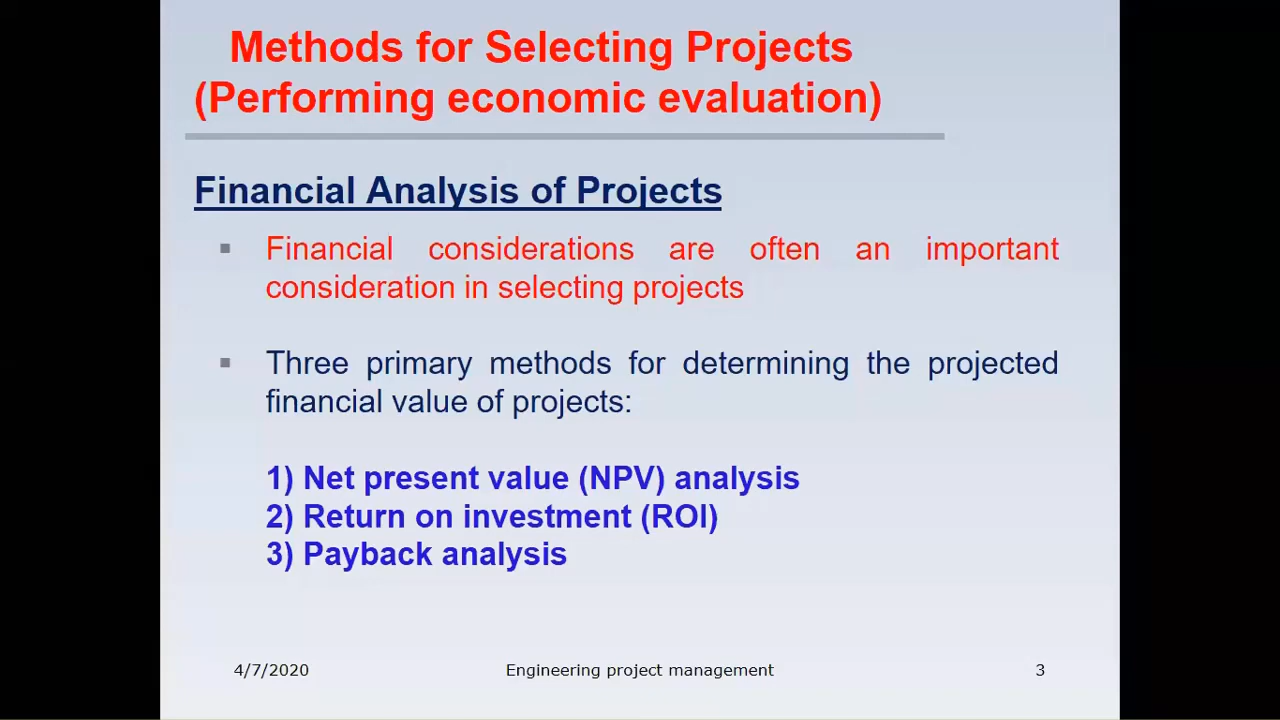 Methods for Selecting Projects
(Performing economic evaluation)
Financial Analysis of Projects
▪ Financial considerations are often an important
consideration in selecting projects
▪ Three primary methods for determining the projected
financial value of projects:
1) Net present value (NPV) analysis
2) Return on investment (ROI)
3) Payback analysis
4/7/2020 Engineering project management 3